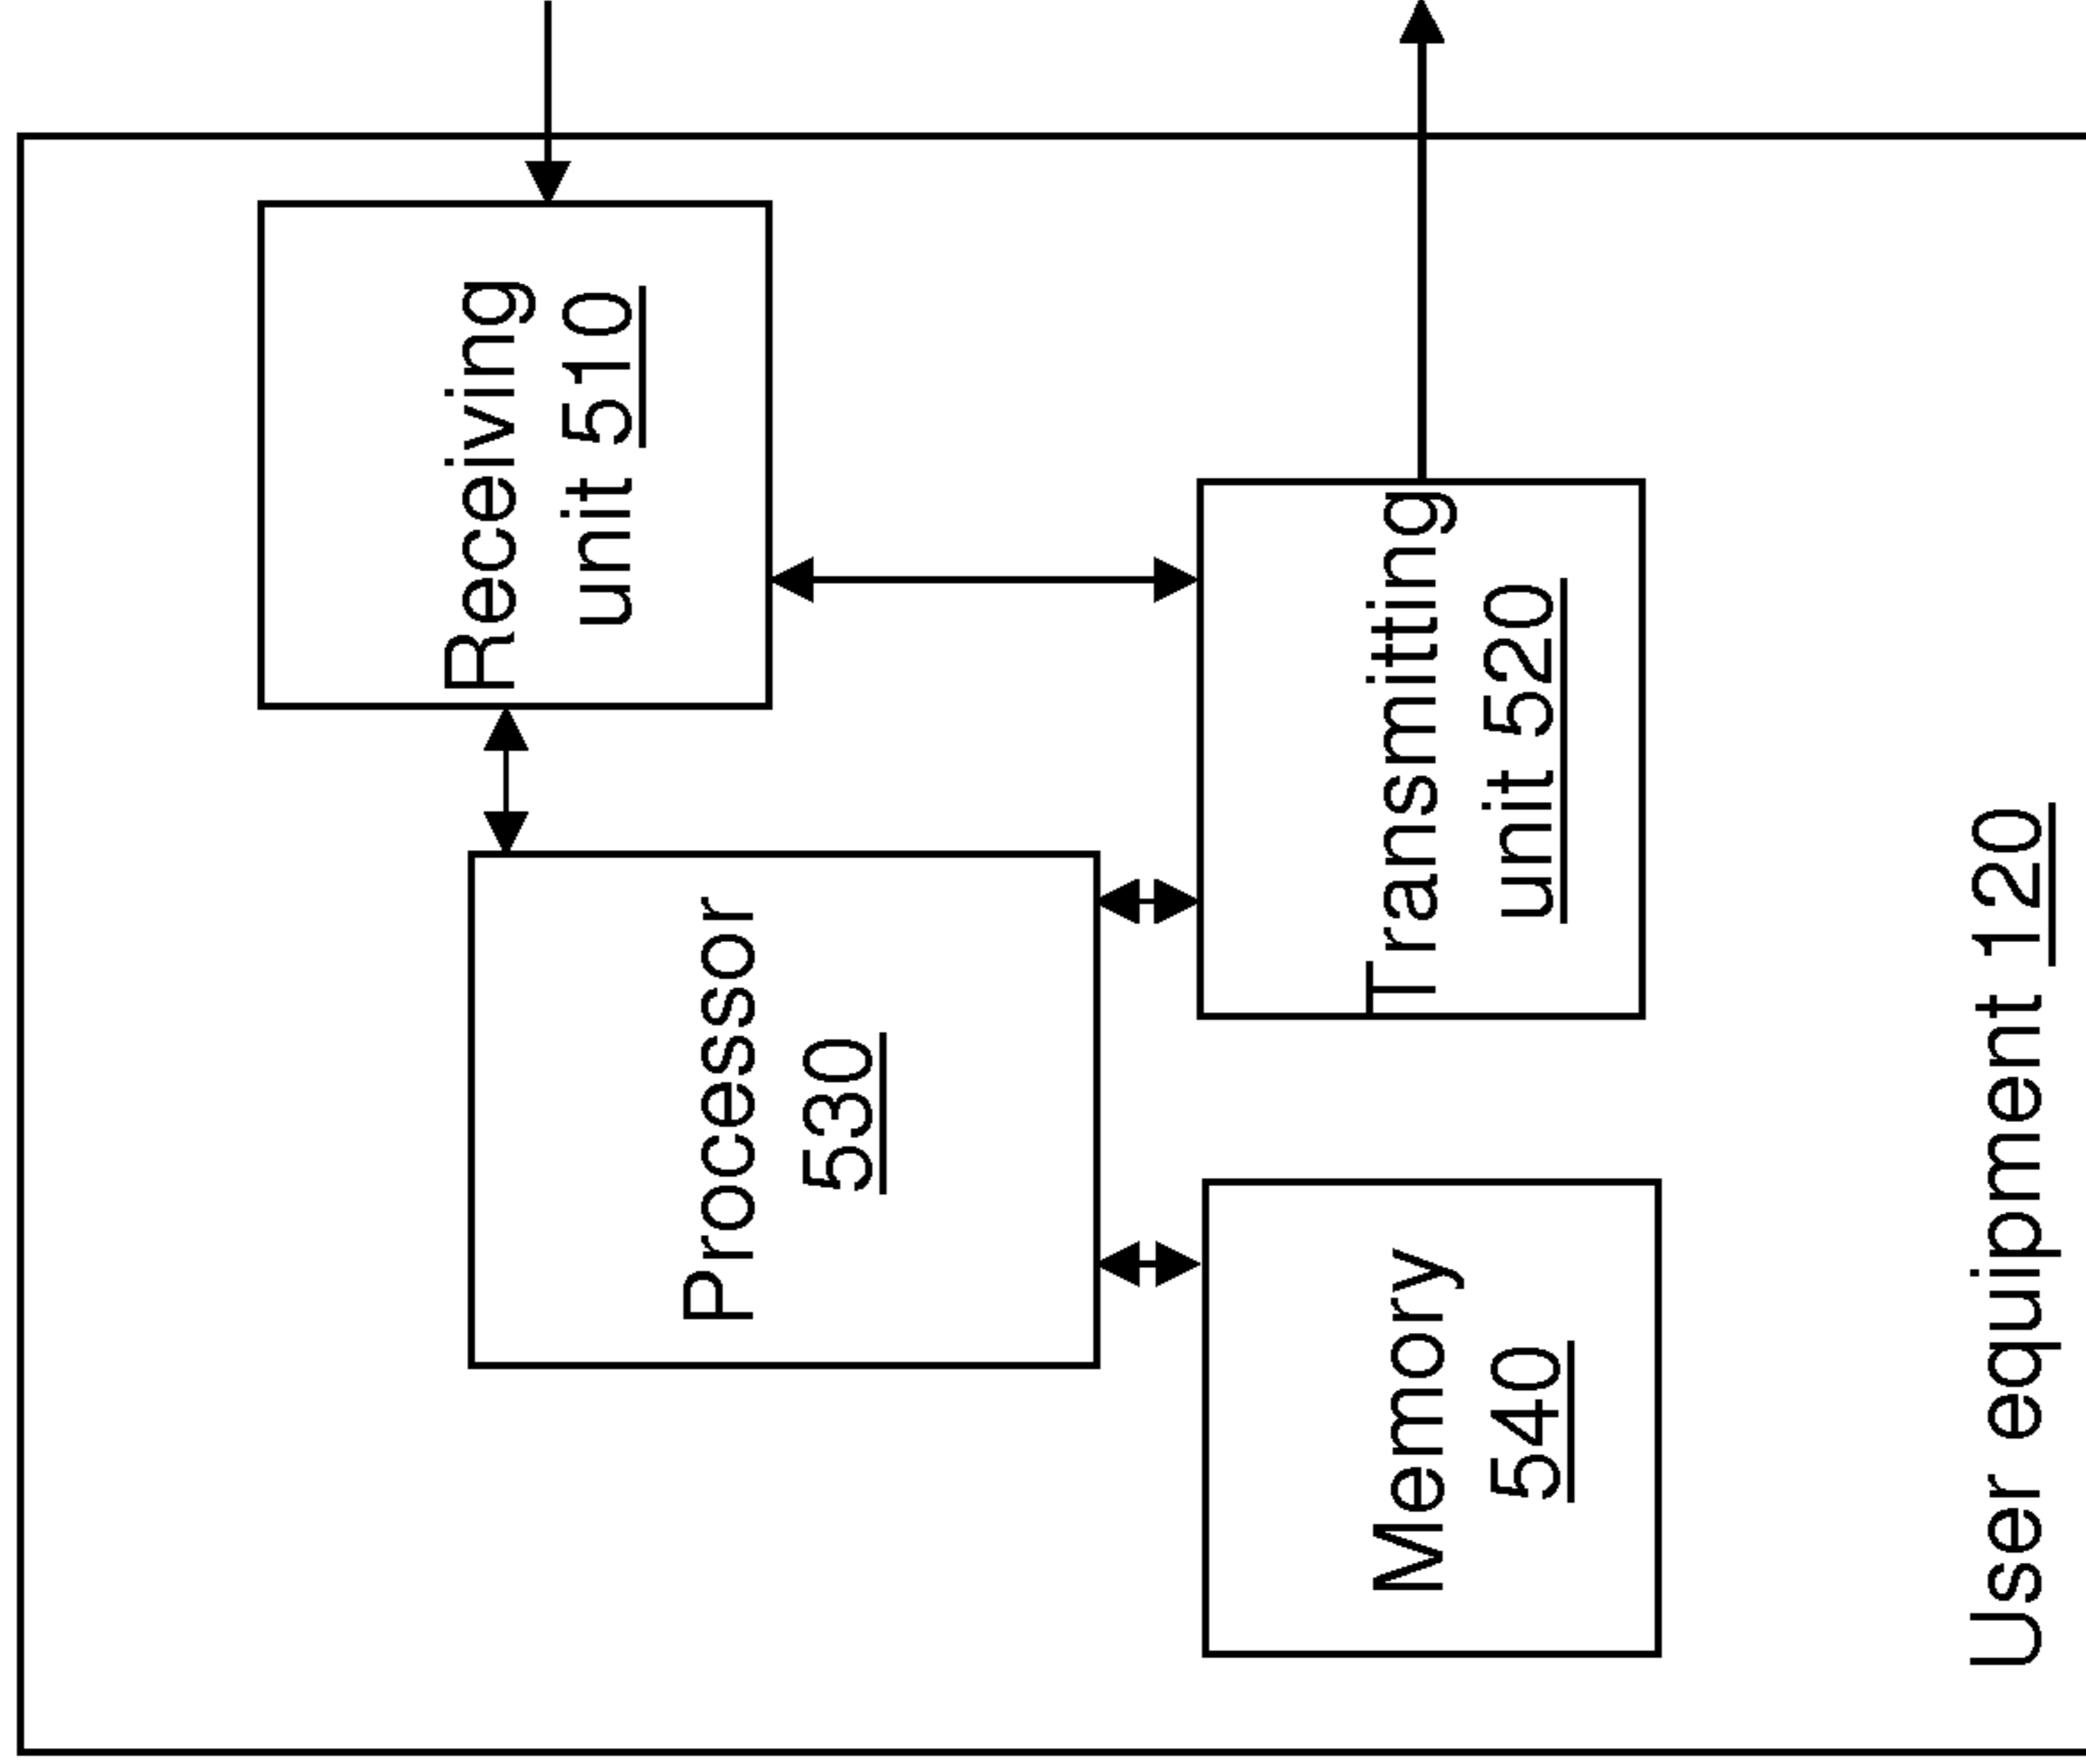 Receiving
unit 510
Processor
530
Transmitting
unit 520
Memory
540
User equipment 120